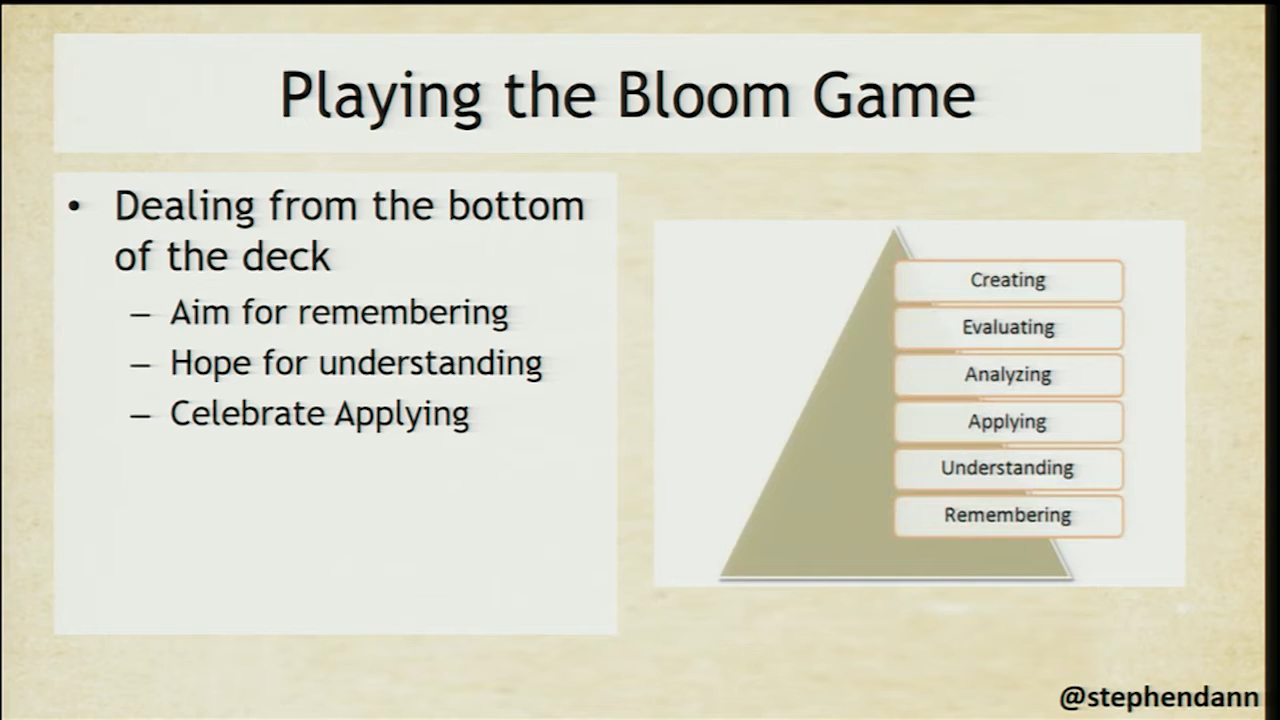 Playing the Bloom Game
• Dealing from the bottom
of the deck
– Aim for remembering
– Hope for understanding
– Celebrate Applying
Creating
Evaluating
Analyzing
Applying
Understanding
Remembering
@stephendann